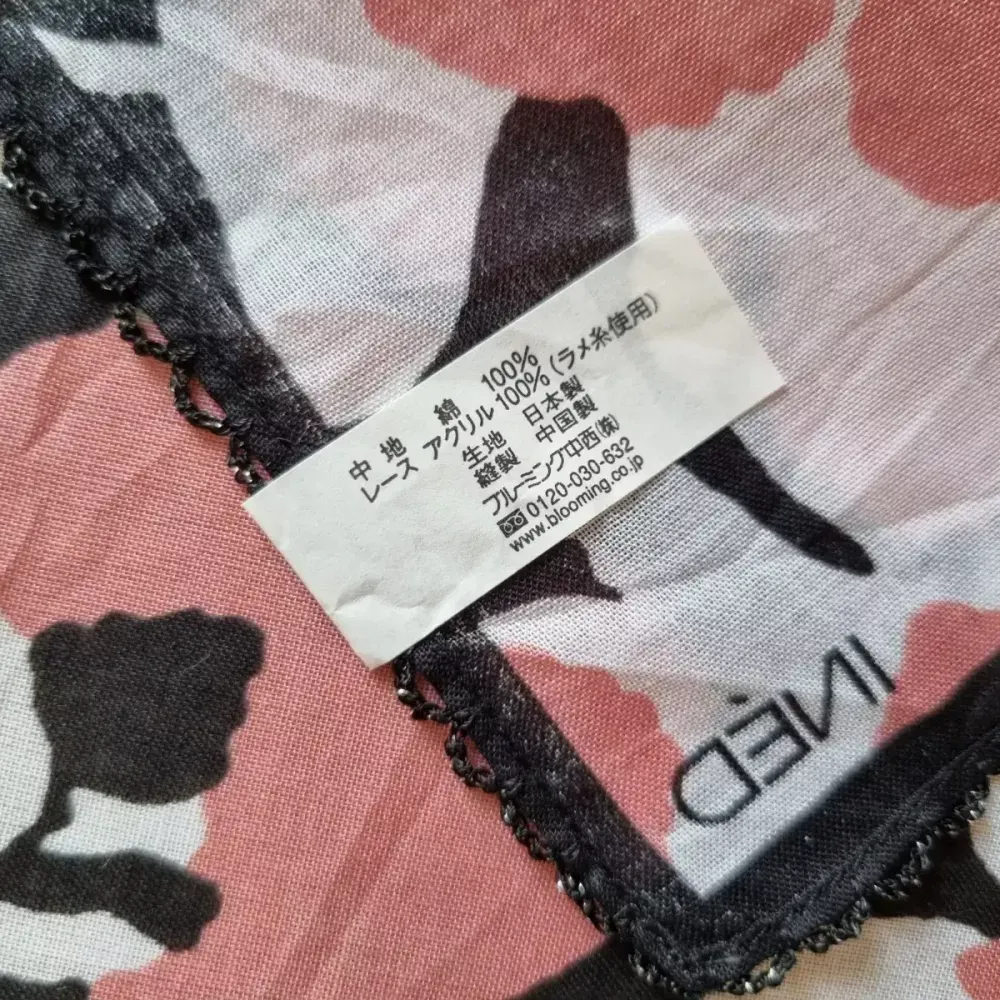 中地 綿 100%
レース アクリル 100% (ラメ糸使用)
生地 日本製
縫製 中国製
ブルーミング中西(株)
0120-030-632
www.blooming.co.jp
INÉD